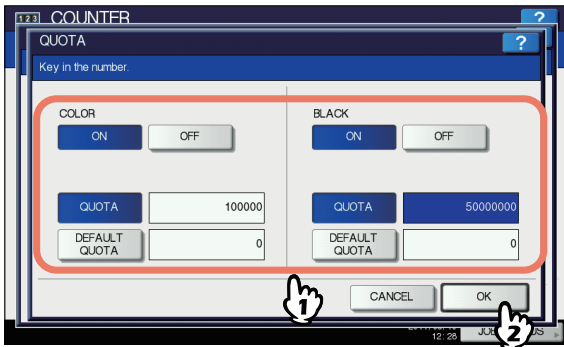 123 COUNTER ?
QUOTA ?
Key in the number.
COLOR
ON OFF
QUOTA 100000
DEFAULT
QUOTA 0
BLACK
ON OFF
QUOTA 50000000
DEFAULT
QUOTA 0
1
CANCEL OK
2
12: 28